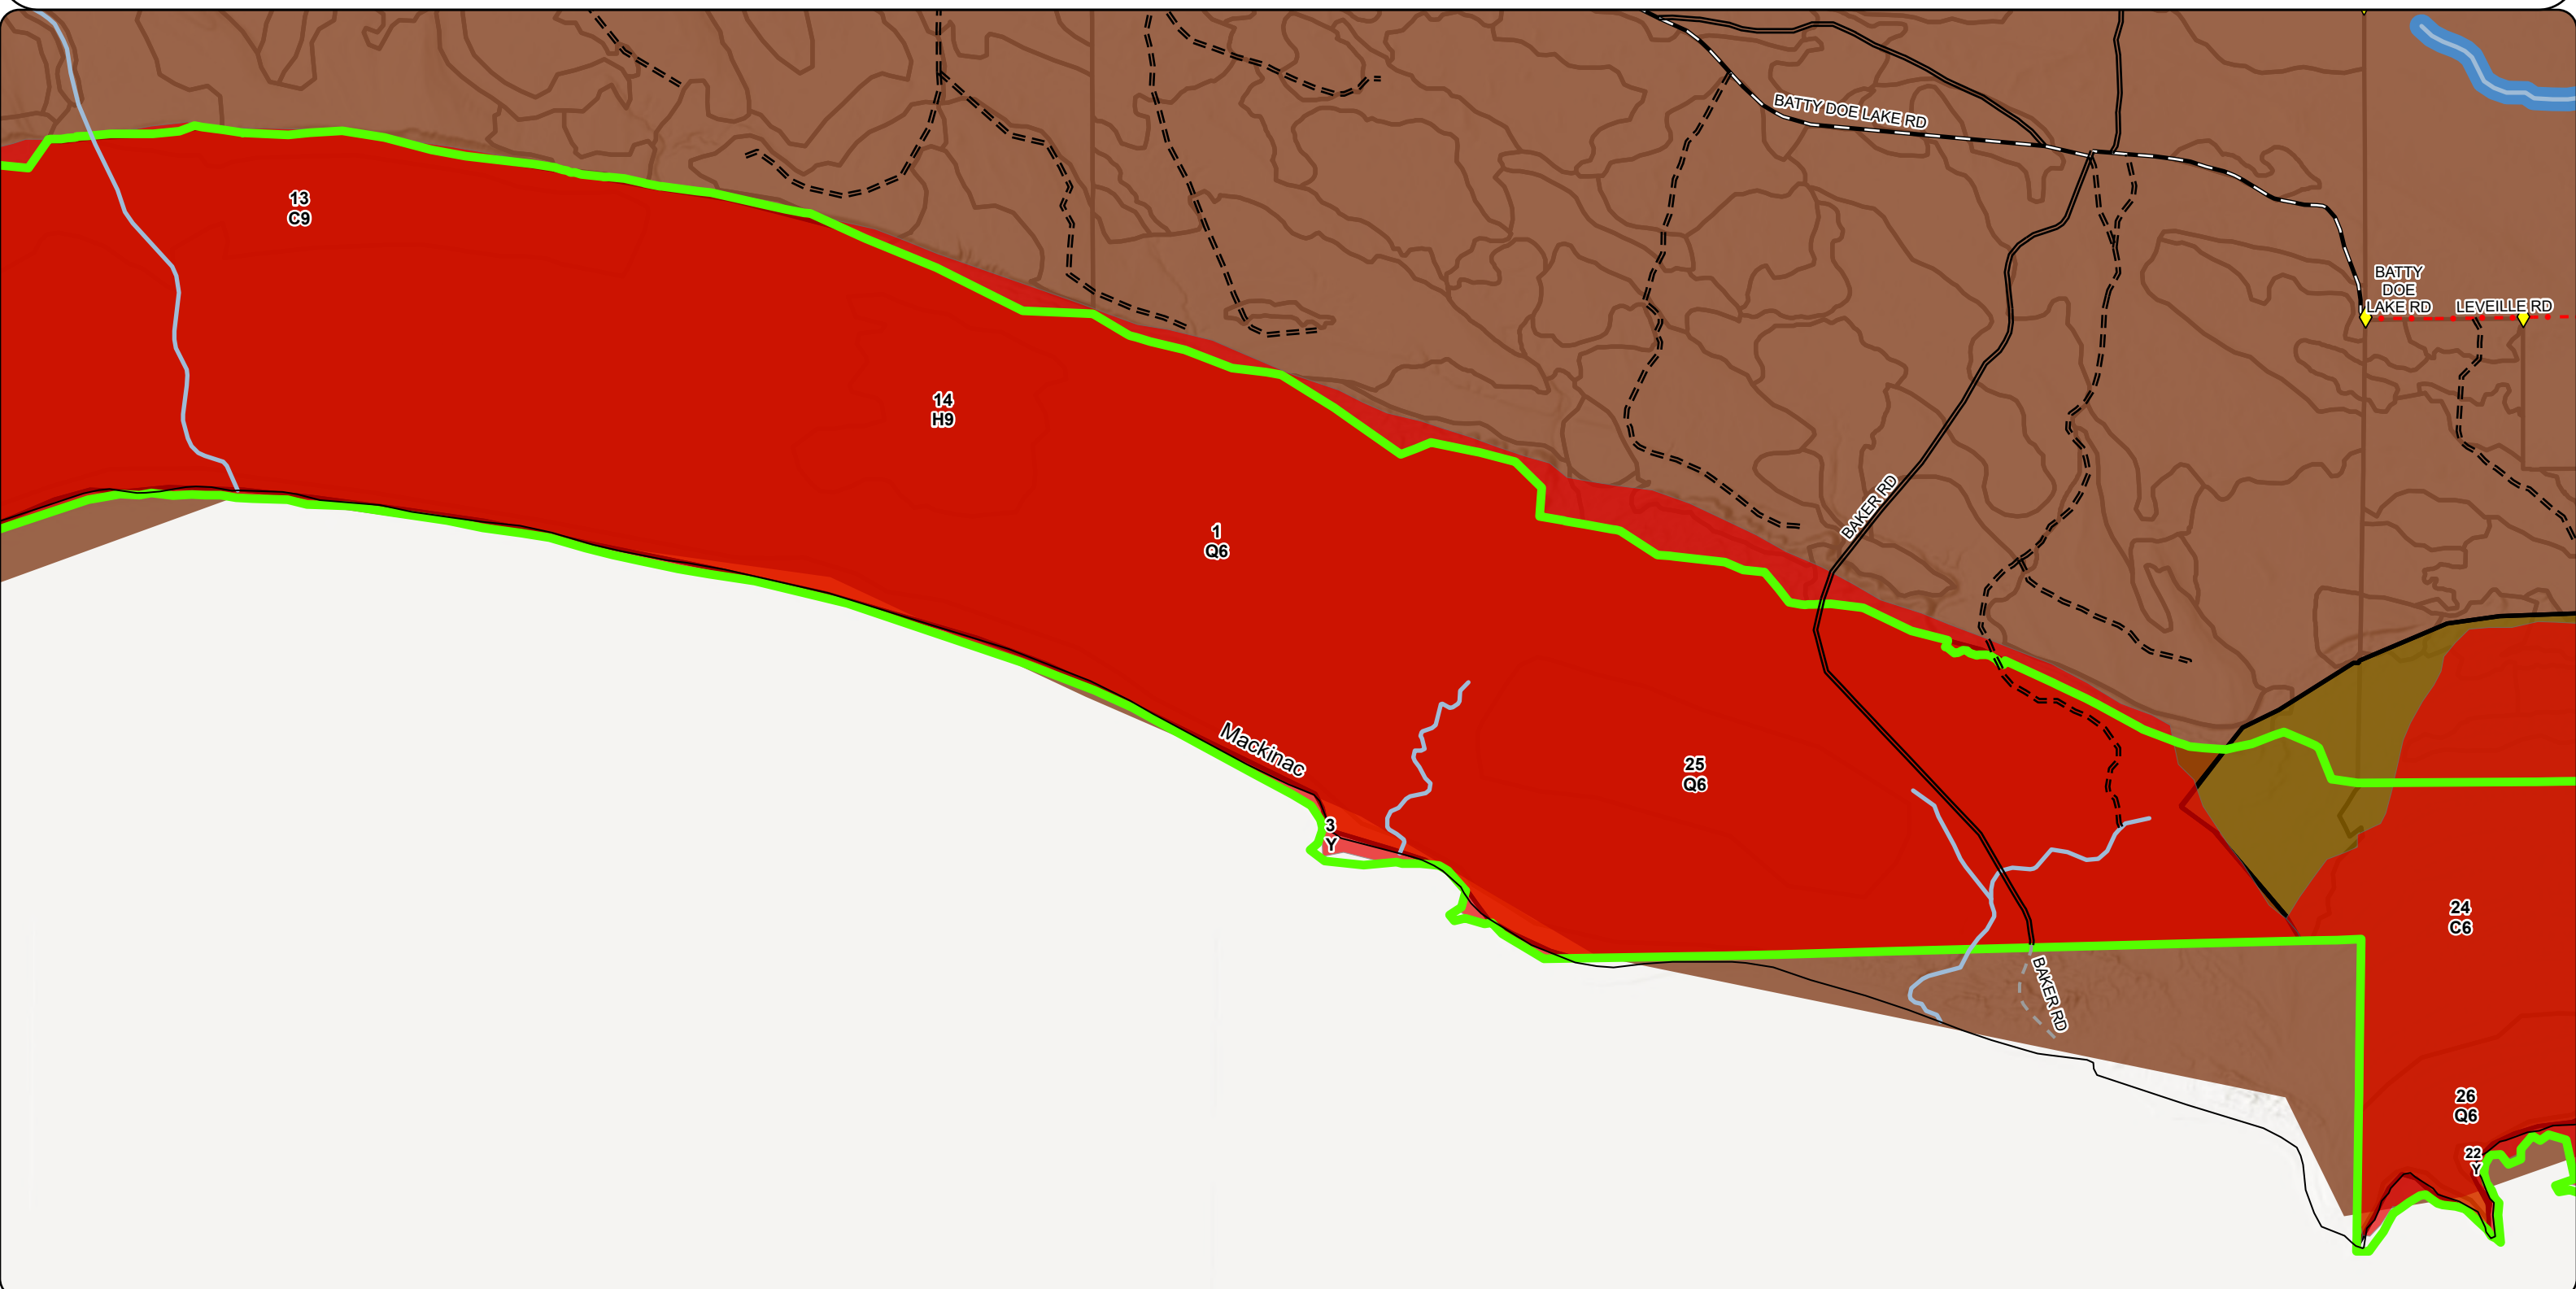 BATTY DOE LAKE RD
13
C9
BATTY
DOE
LAKE RD
LEVEILLE RD
14
H9
BAKER RD
1
Q6
Mackinac
25
Q6
3
Y
24
C6
BAKER RD
26
Q6
22
Y